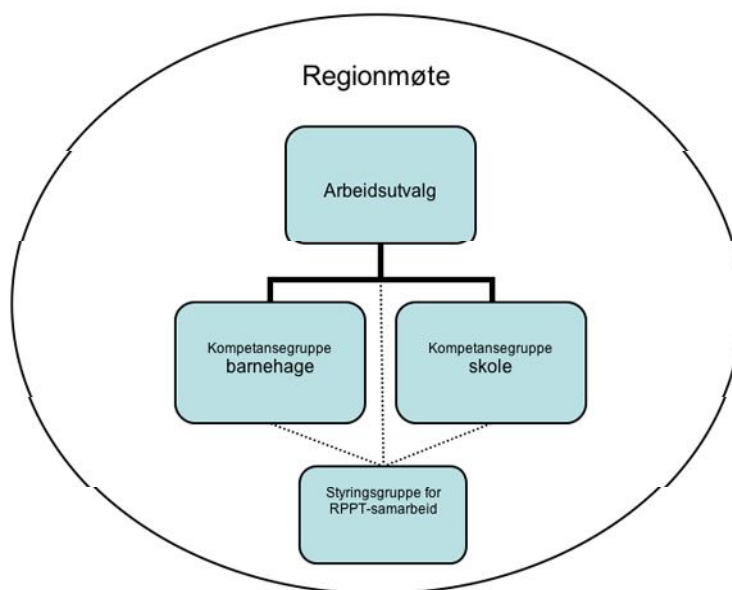 Regionmøte
Arbeidsutvalg
Kompetansegruppe
barnehage
Kompetansegruppe
skole
Styringsgruppe for
RPPT-samarbeid